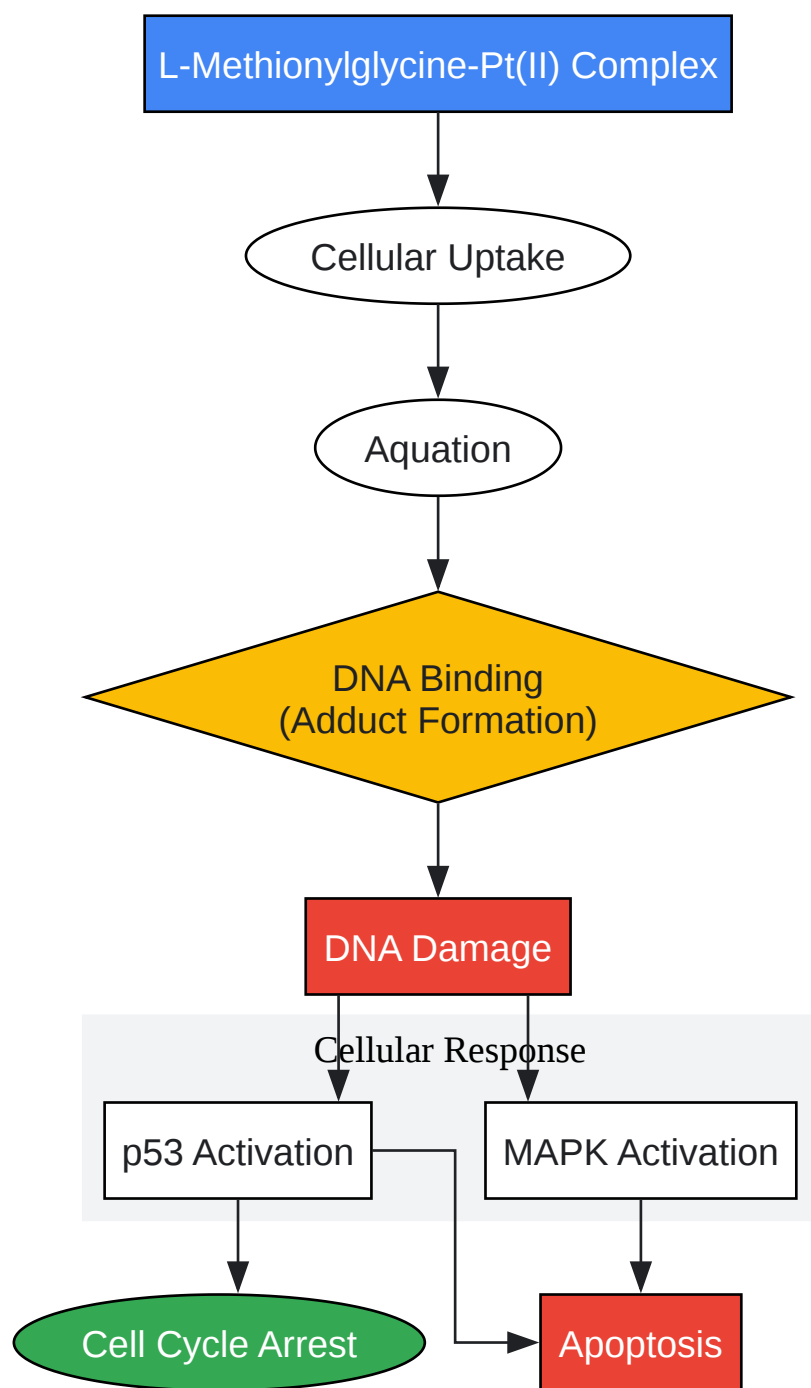 L-Methionylglycine-Pt(II) Complex
Cellular Uptake
Aquation
DNA Binding
(Adduct Formation)
DNA Damage
Cellular Response
p53 Activation
MAPK Activation
Cell Cycle Arrest
Apoptosis